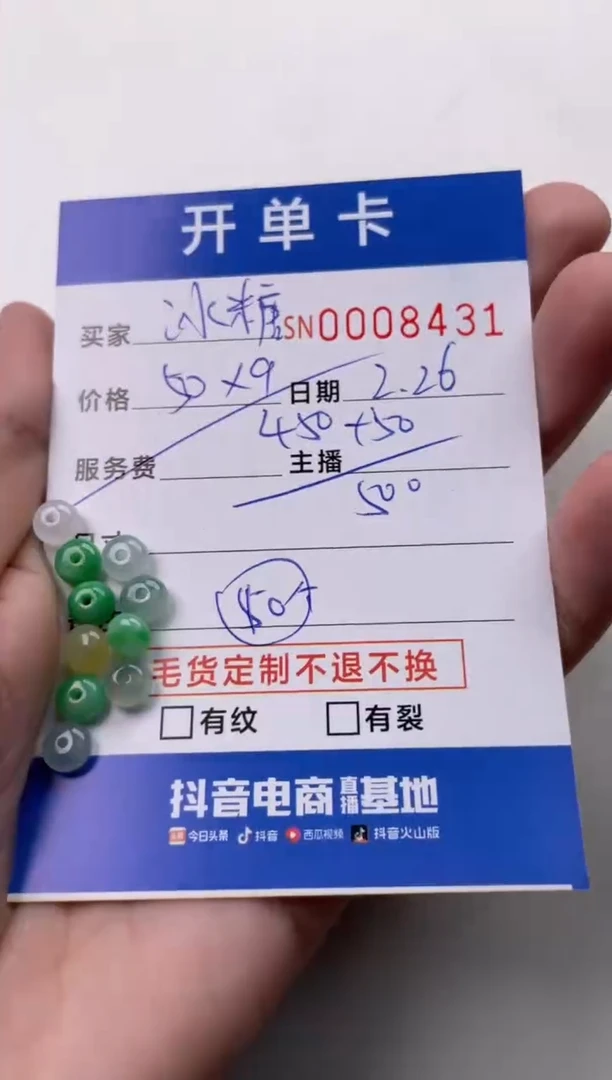 开单卡
买家 冰糖 SN0008431
价格 50×9 日期 2.26
450+50
服务费 主播
500
毛货定制不退不换
有纹 有裂
抖音电商直播基地
今日头条 抖音 西瓜视频 抖音火山版